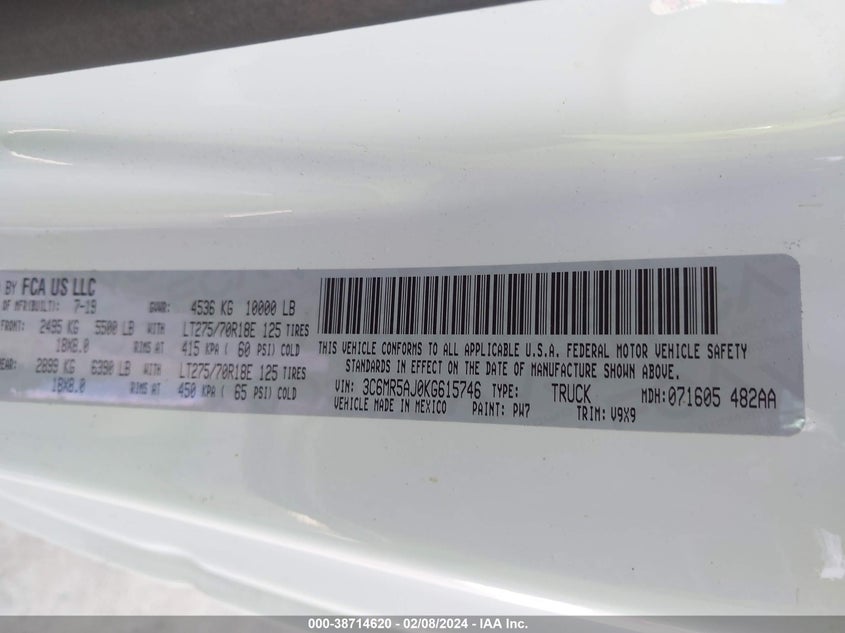 BY FCA US LLC
OF MFR(BUILT): 7-19 GVWR: 4536 KG 10000 LB
FRONT: 2495 KG 5500 LB WITH LT275/70R18E 125 TIRES
18X8.0 RIMS AT 415 KPA ( 60 PSI) COLD
REAR: 2899 KG 6390 LB WITH LT275/70R18E 125 TIRES
18X8.0 RIMS AT 450 KPA ( 65 PSI) COLD
THIS VEHICLE CONFORMS TO ALL APPLICABLE U.S.A. FEDERAL MOTOR VEHICLE SAFETY
STANDARDS IN EFFECT ON THE DATE OF MANUFACTURE SHOWN ABOVE.
VIN: 3C6MR5AJ0KG615746 TYPE: TRUCK MDH: 071605 482AA
VEHICLE MADE IN MEXICO PAINT: PW7 TRIM: V9X9
000-38714620 - 02/08/2024 - IAA Inc.